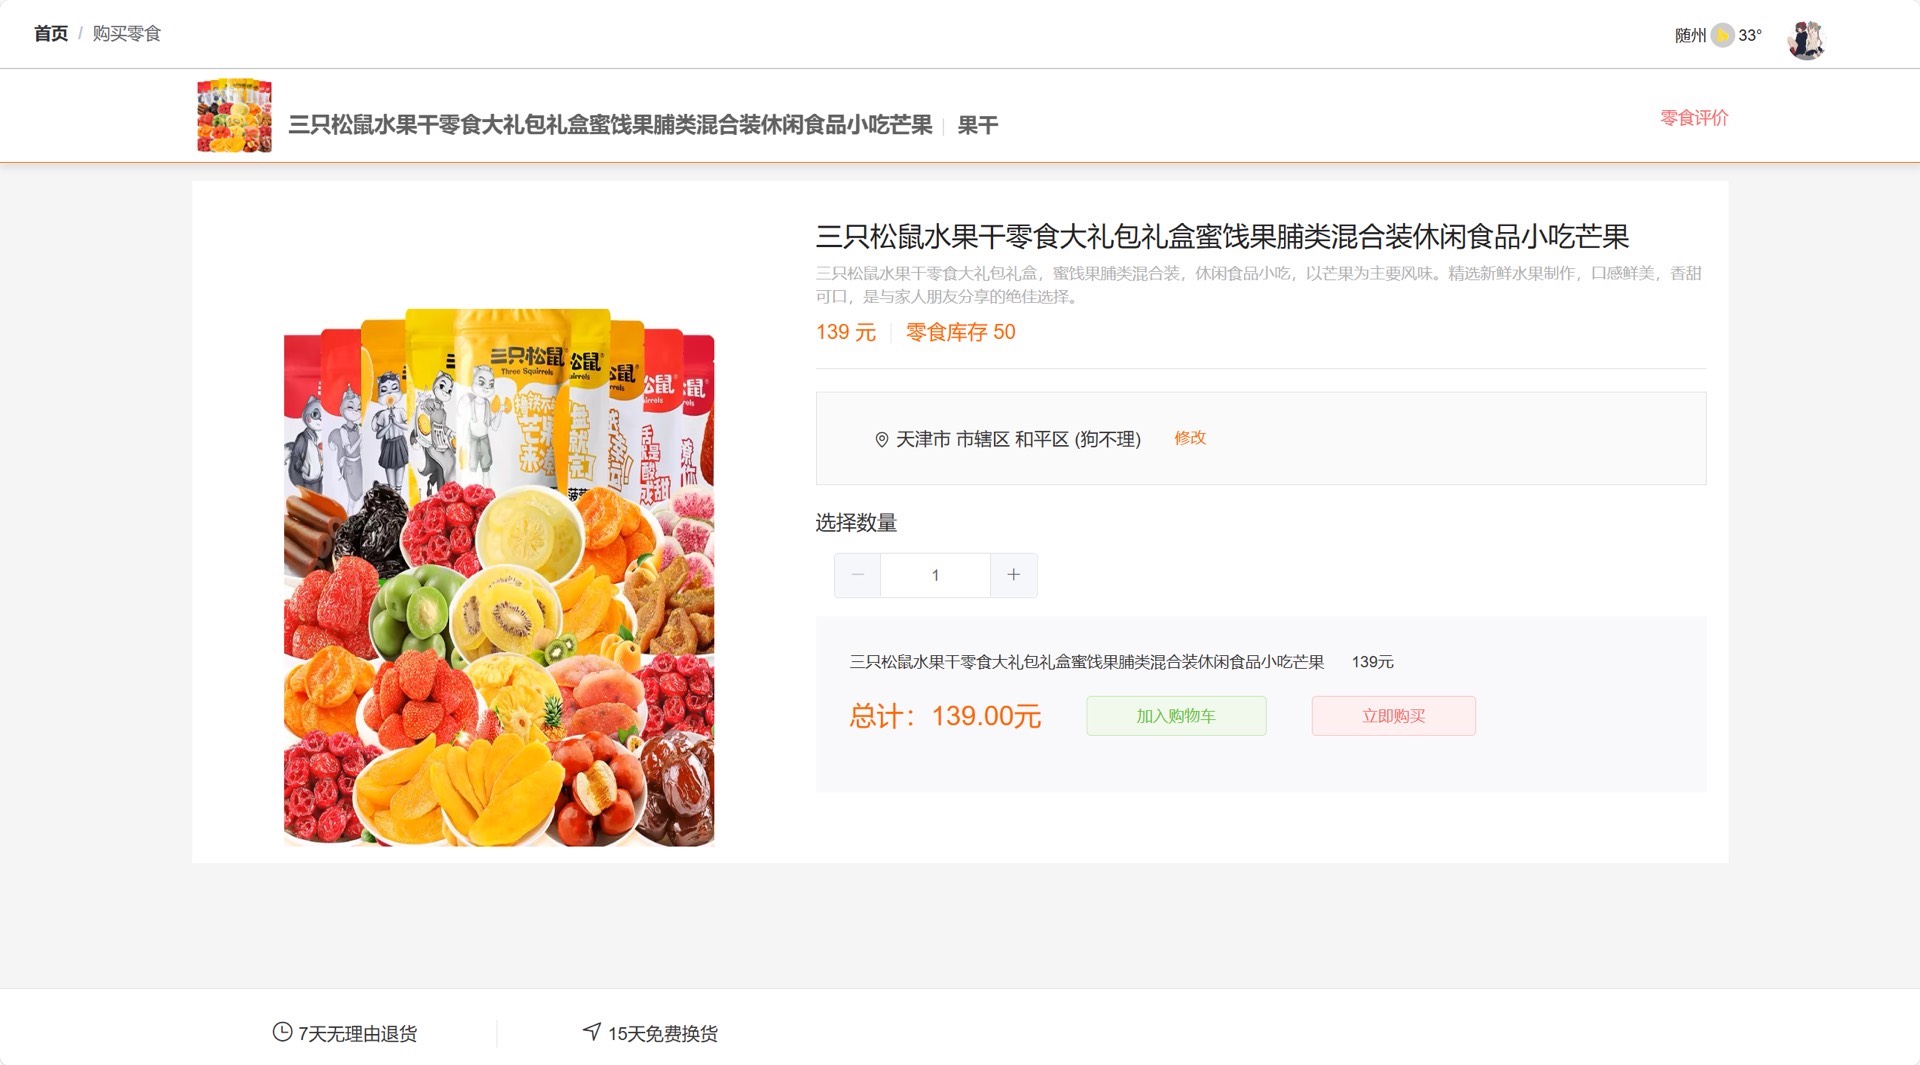 首页 / 购买零食
随州 33°
三只松鼠水果干零食大礼包礼盒蜜饯果脯类混合装休闲食品小吃芒果 | 果干
零食评价
三只松鼠水果干零食大礼包礼盒蜜饯果脯类混合装休闲食品小吃芒果
三只松鼠水果干零食大礼包礼盒，蜜饯果脯类混合装，休闲食品小吃，以芒果为主要风味。精选新鲜水果制作，口感鲜美，香甜
可口，是与家人朋友分享的绝佳选择。
139 元 | 零食库存 50
三只松鼠
Three Squirrels
天津市 市辖区 和平区 (狗不理) 修改
选择数量
− 1 +
三只松鼠水果干零食大礼包礼盒蜜饯果脯类混合装休闲食品小吃芒果 139元
总计：139.00元 加入购物车 立即购买
7天无理由退货
15天免费换货